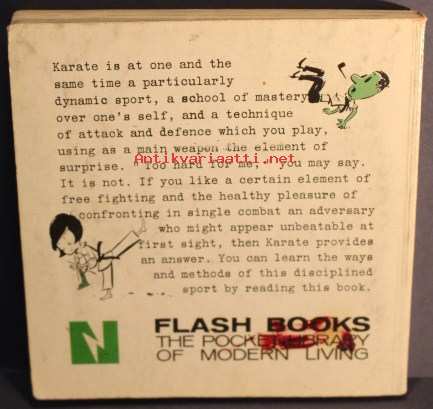 Karate is at one and the
same time a particularly
dynamic sport, a school of mastery
over one's self, and a technique
of attack and defence which you play,
using as a main weapon the element of
surprise. "Too hard for me," you may say.
Antikvariaatti.net
It is not. If you like a certain element of
free fighting and the healthy pleasure of
confronting in single combat an adversary
who might appear unbeatable at
first sight, then Karate provides
an answer. You can learn the ways
and methods of this disciplined
sport by reading this book.
FLASH BOOKS
THE POCKET LIBRARY
OF MODERN LIVING